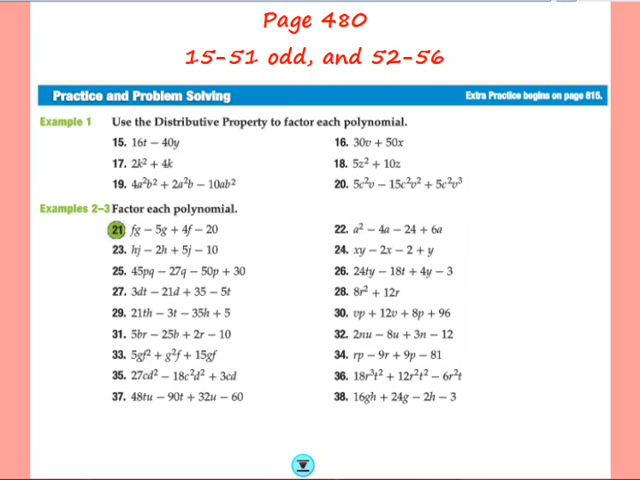 Page 480
15-51 odd, and 52-56
Practice and Problem Solving Extra Practice begins on page 815.
Example 1 Use the Distributive Property to factor each polynomial.
15. 16t − 40y 16. 30v + 50x
17. 2k² + 4k 18. 5z² + 10z
19. 4a²b² + 2a²b − 10ab² 20. 5c²v − 15c²v² + 5c²v³
Examples 2–3 Factor each polynomial.
21 fg − 5g + 4f − 20 22. a² − 4a − 24 + 6a
23. hj − 2h + 5j − 10 24. xy − 2x − 2 + y
25. 45pq − 27q − 50p + 30 26. 24ty − 18t + 4y − 3
27. 3dt − 21d + 35 − 5t 28. 8r² + 12r
29. 21th − 3t − 35h + 5 30. vp + 12v + 8p + 96
31. 5br − 25b + 2r − 10 32. 2nu − 8u + 3n − 12
33. 5gf² + g²f + 15gf 34. rp − 9r + 9p − 81
35. 27cd² − 18c²d² + 3cd 36. 18r³t² + 12r²t² − 6r²t
37. 48tu − 90t + 32u − 60 38. 16gh + 24g − 2h − 3